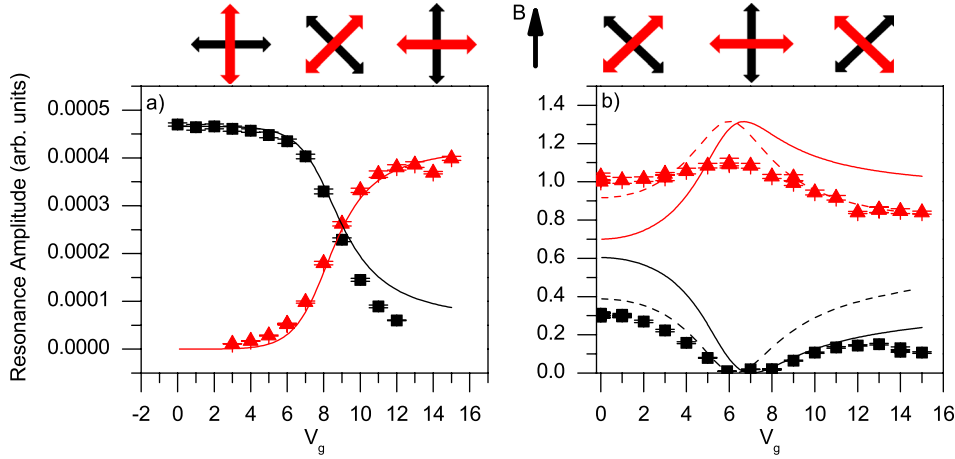 B
a)
b)
Resonance Amplitude (arb. units)
0.0005
0.0004
0.0003
0.0002
0.0001
0.0000
-2 0 2 4 6 8 10 12 14 16
Vg
1.4
1.2
1.0
0.8
0.6
0.4
0.2
0.0
0 2 4 6 8 10 12 14 16
Vg